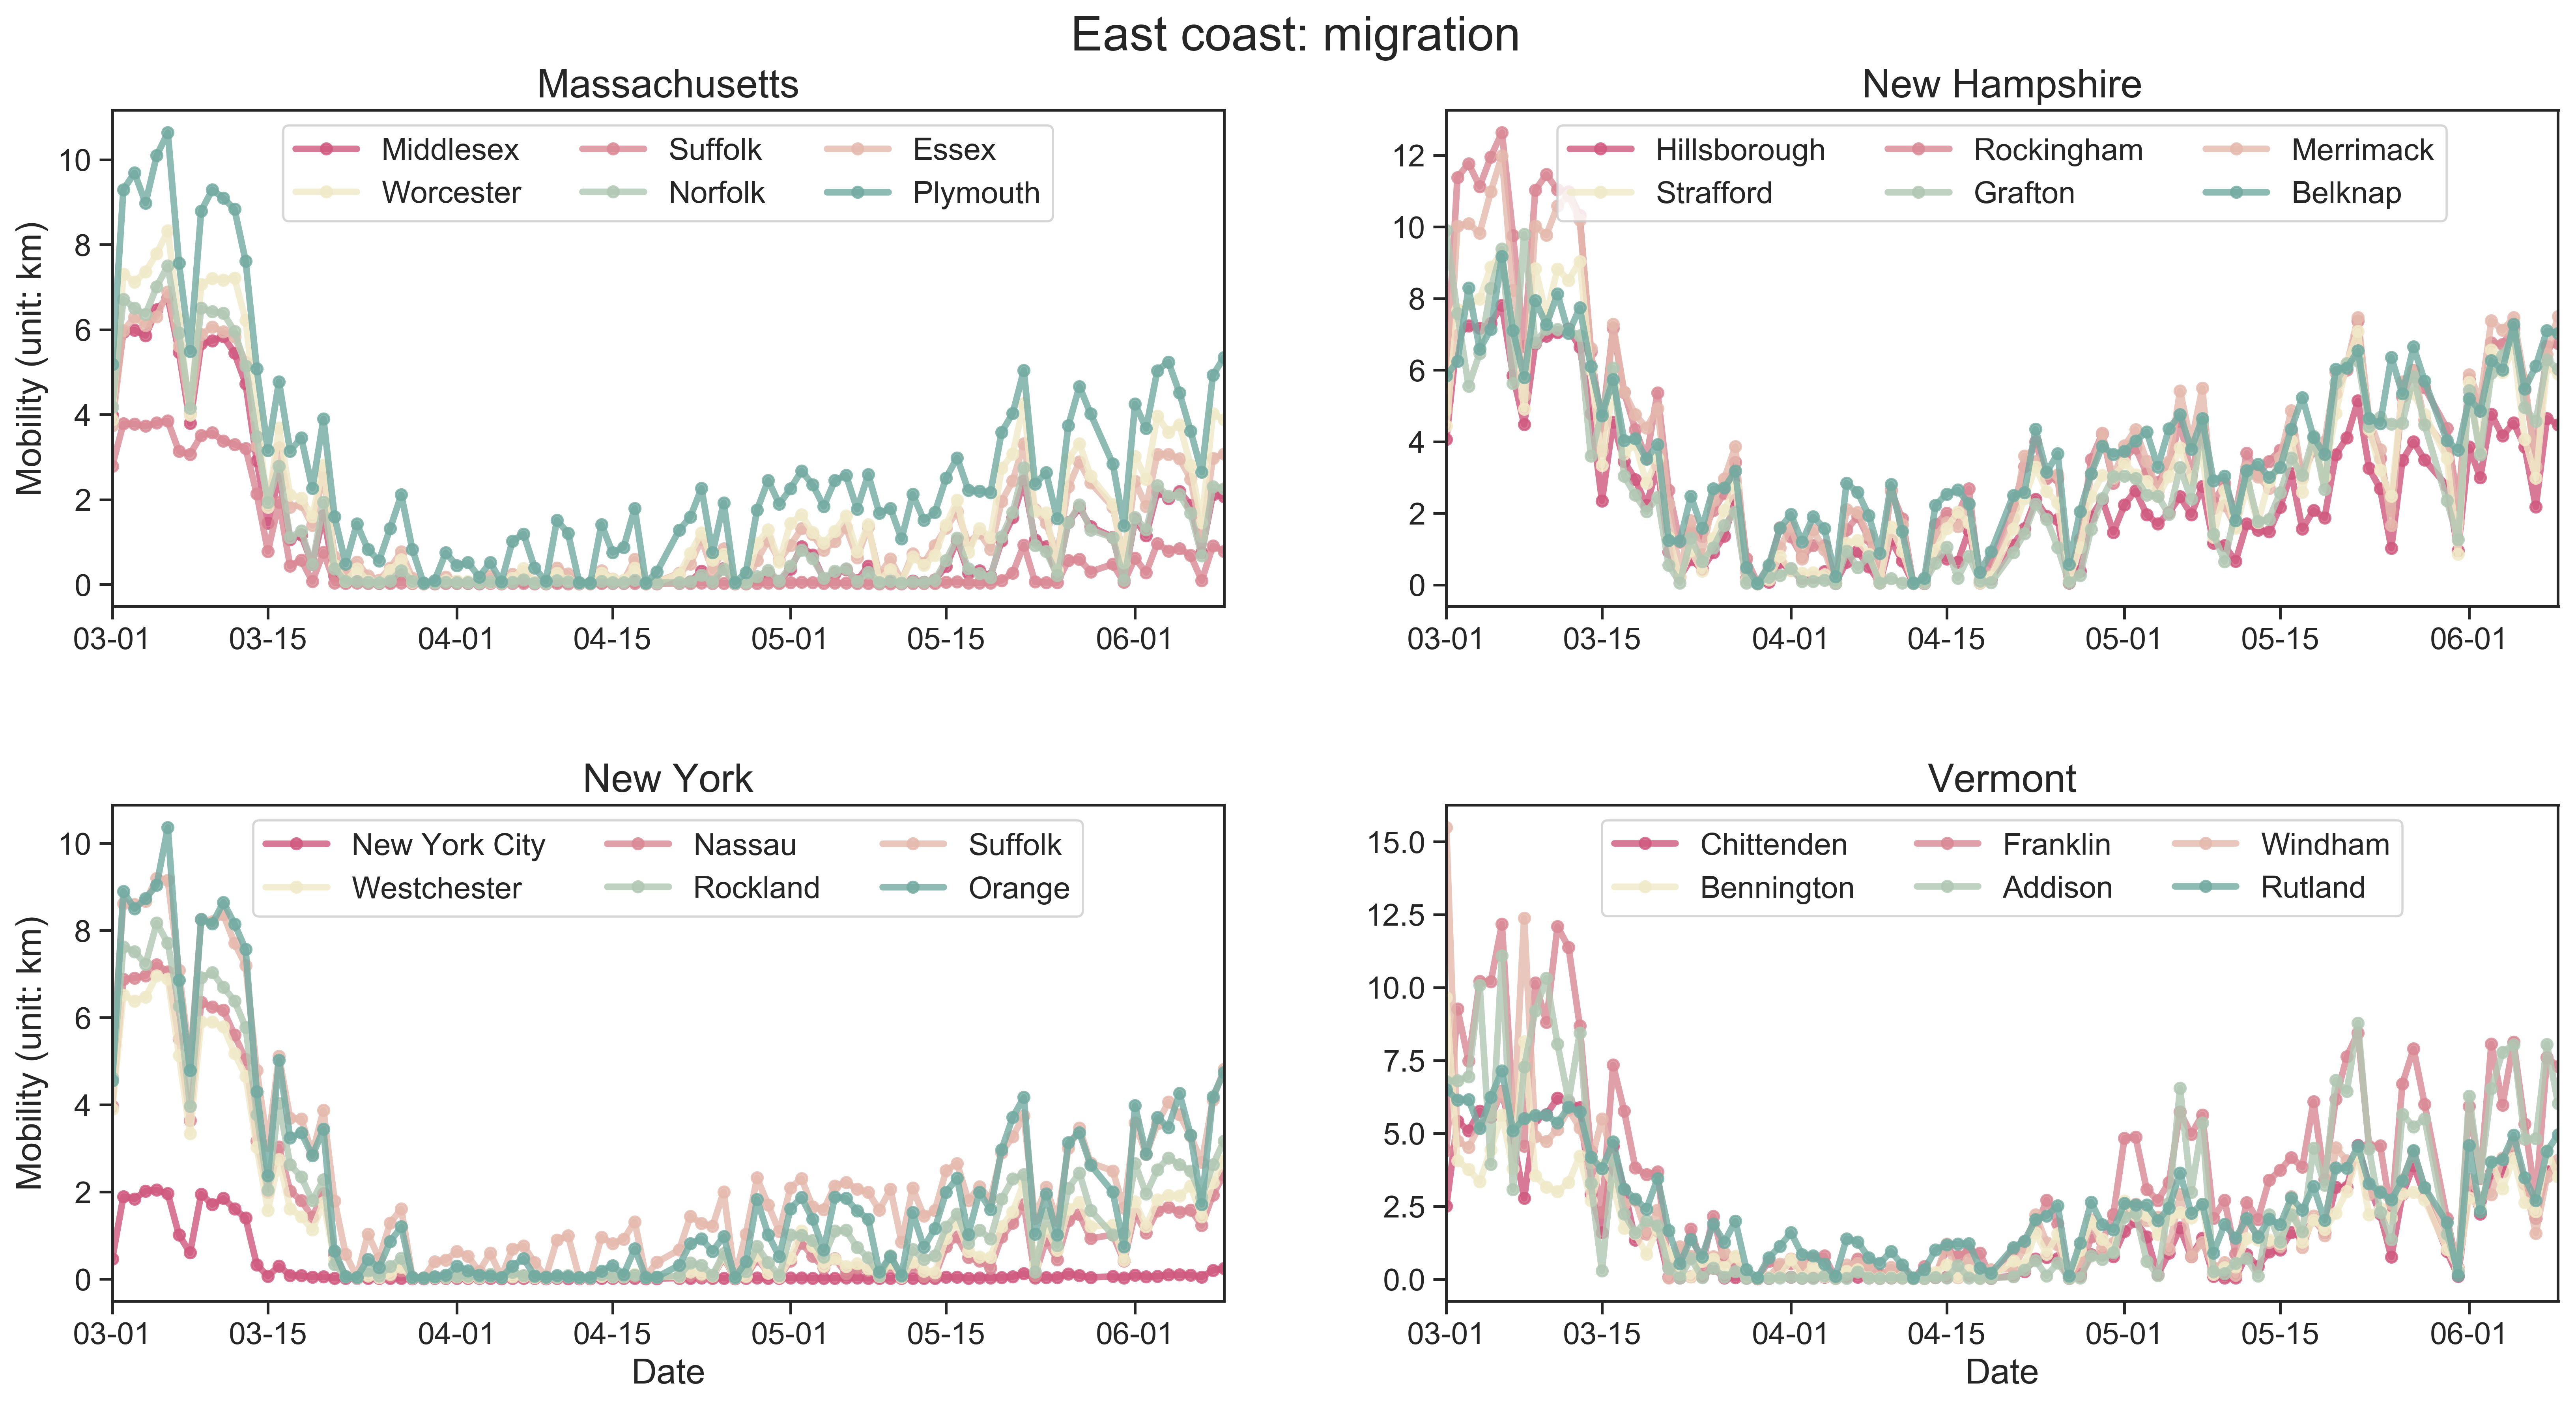 East coast: migration
Massachusetts
Mobility (unit: km)
10
8
6
4
2
0
Middlesex Suffolk Essex
Worcester Norfolk Plymouth
03-01 03-15 04-01 04-15 05-01 05-15 06-01
New Hampshire
12
10
8
6
4
2
0
Hillsborough Rockingham Merrimack
Strafford Grafton Belknap
03-01 03-15 04-01 04-15 05-01 05-15 06-01
New York
Mobility (unit: km)
10
8
6
4
2
0
New York City Nassau Suffolk
Westchester Rockland Orange
03-01 03-15 04-01 04-15 05-01 05-15 06-01
Date
Vermont
15.0
12.5
10.0
7.5
5.0
2.5
0.0
Chittenden Franklin Windham
Bennington Addison Rutland
03-01 03-15 04-01 04-15 05-01 05-15 06-01
Date